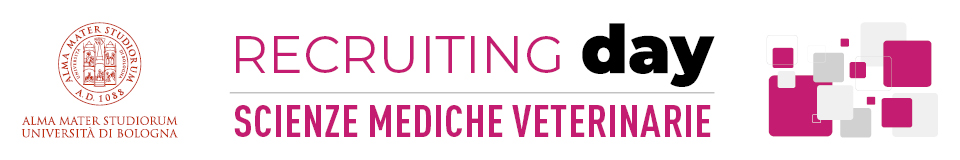 ALMA MATER STUDIORUM
A.D. 1088
ALMA MATER STUDIORUM
UNIVERSITÀ DI BOLOGNA
RECRUITING day
SCIENZE MEDICHE VETERINARIE